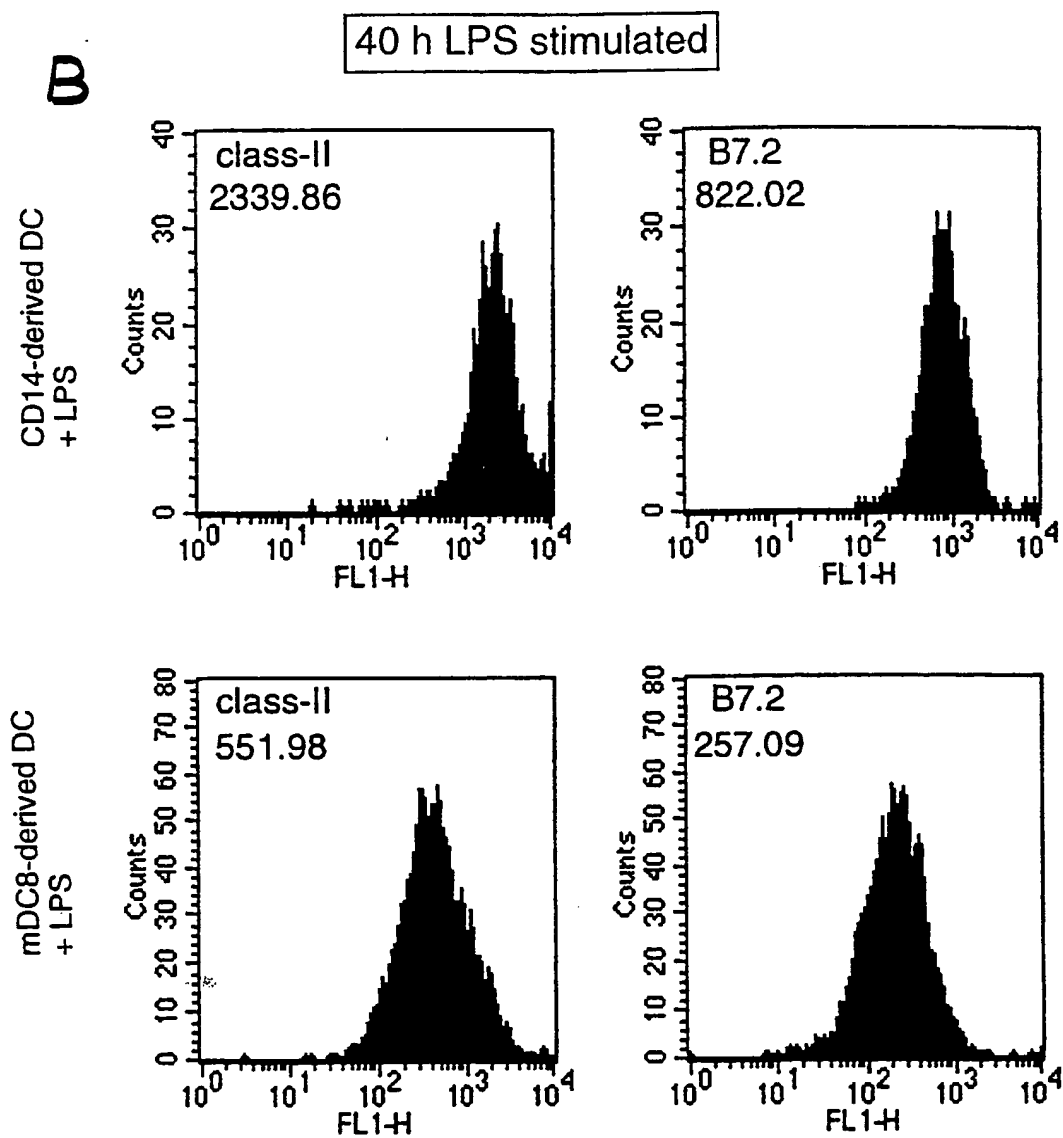 B
40 h LPS stimulated
CD14-derived DC
+ LPS
Counts
40
30
20
10
0
class-II
2339.86
10^0 10^1 10^2 10^3 10^4
FL1-H
Counts
40
30
20
10
0
B7.2
822.02
10^0 10^1 10^2 10^3 10^4
FL1-H
mDC8-derived DC
+ LPS
Counts
80
70
60
50
40
30
20
10
0
class-II
551.98
10^0 10^1 10^2 10^3 10^4
FL1-H
Counts
80
70
60
50
40
30
20
10
0
B7.2
257.09
10^0 10^1 10^2 10^3 10^4
FL1-H